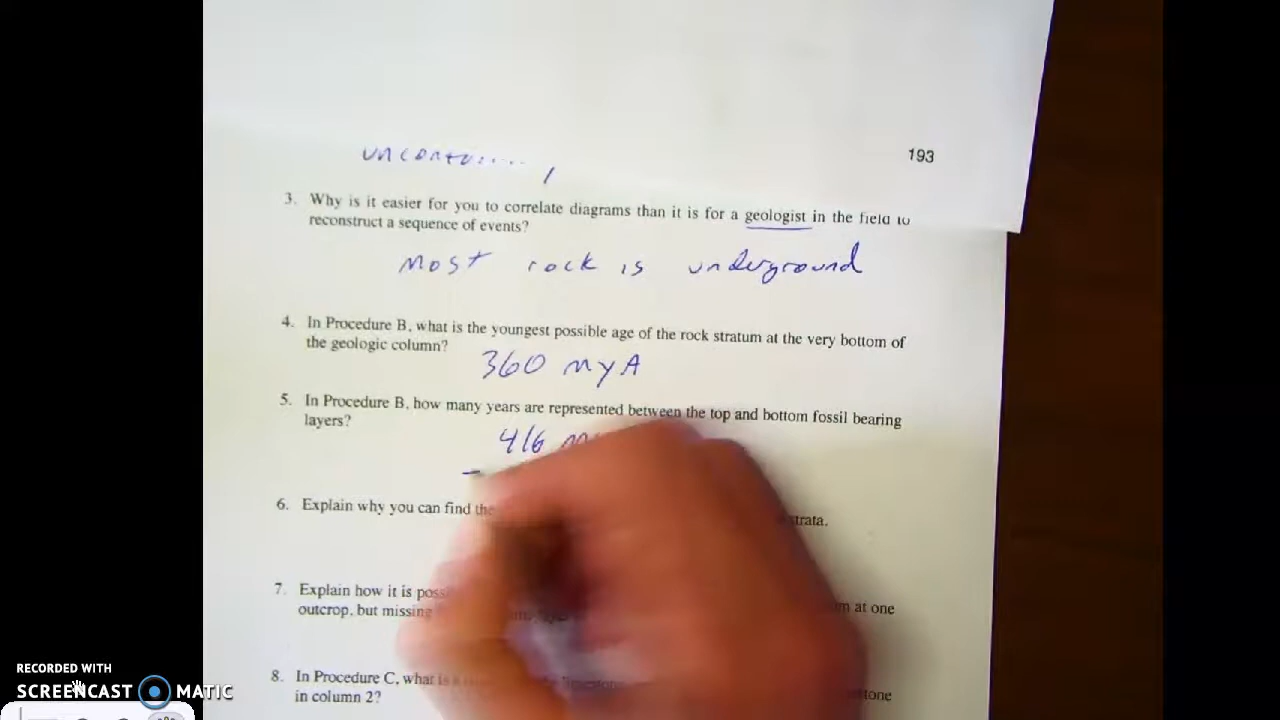 193
3. Why is it easier for you to correlate diagrams than it is for a geologist in the field to
reconstruct a sequence of events?
Most rock is underground
4. In Procedure B, what is the youngest possible age of the rock stratum at the very bottom of
the geologic column?
360 MYA
5. In Procedure B, how many years are represented between the top and bottom fossil bearing
layers?
416
-
6. Explain why you can find the strata.
7. Explain how it is at one
outcrop, but missing
8. In Procedure C, what is
in column 2?
RECORDED WITH
SCREENCAST MATIC